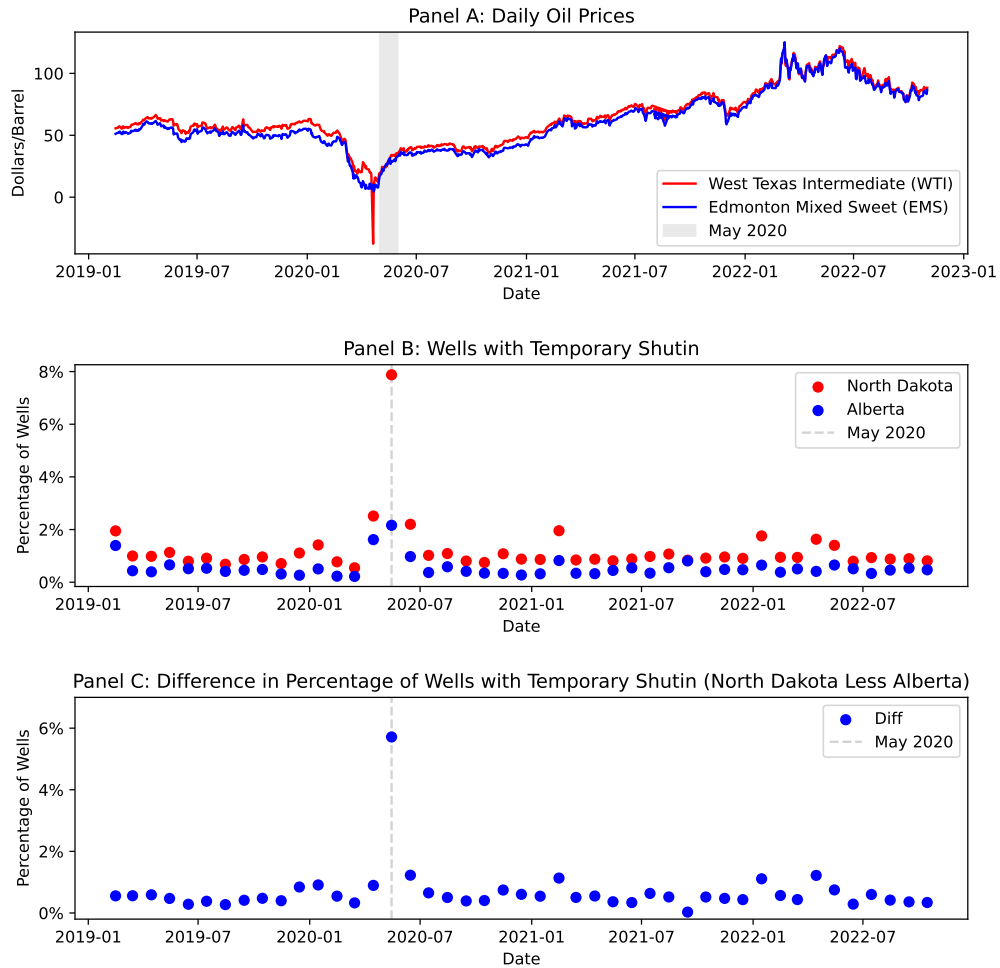 Panel A: Daily Oil Prices
Dollars/Barrel
100
50
0
West Texas Intermediate (WTI)
Edmonton Mixed Sweet (EMS)
May 2020
2019-01 2019-07 2020-01 2020-07 2021-01 2021-07 2022-01 2022-07 2023-01
Date
Panel B: Wells with Temporary Shutin
Percentage of Wells
8%
6%
4%
2%
0%
North Dakota
Alberta
May 2020
2019-01 2019-07 2020-01 2020-07 2021-01 2021-07 2022-01 2022-07
Date
Panel C: Difference in Percentage of Wells with Temporary Shutin (North Dakota Less Alberta)
Percentage of Wells
6%
4%
2%
0%
Diff
May 2020
2019-01 2019-07 2020-01 2020-07 2021-01 2021-07 2022-01 2022-07
Date